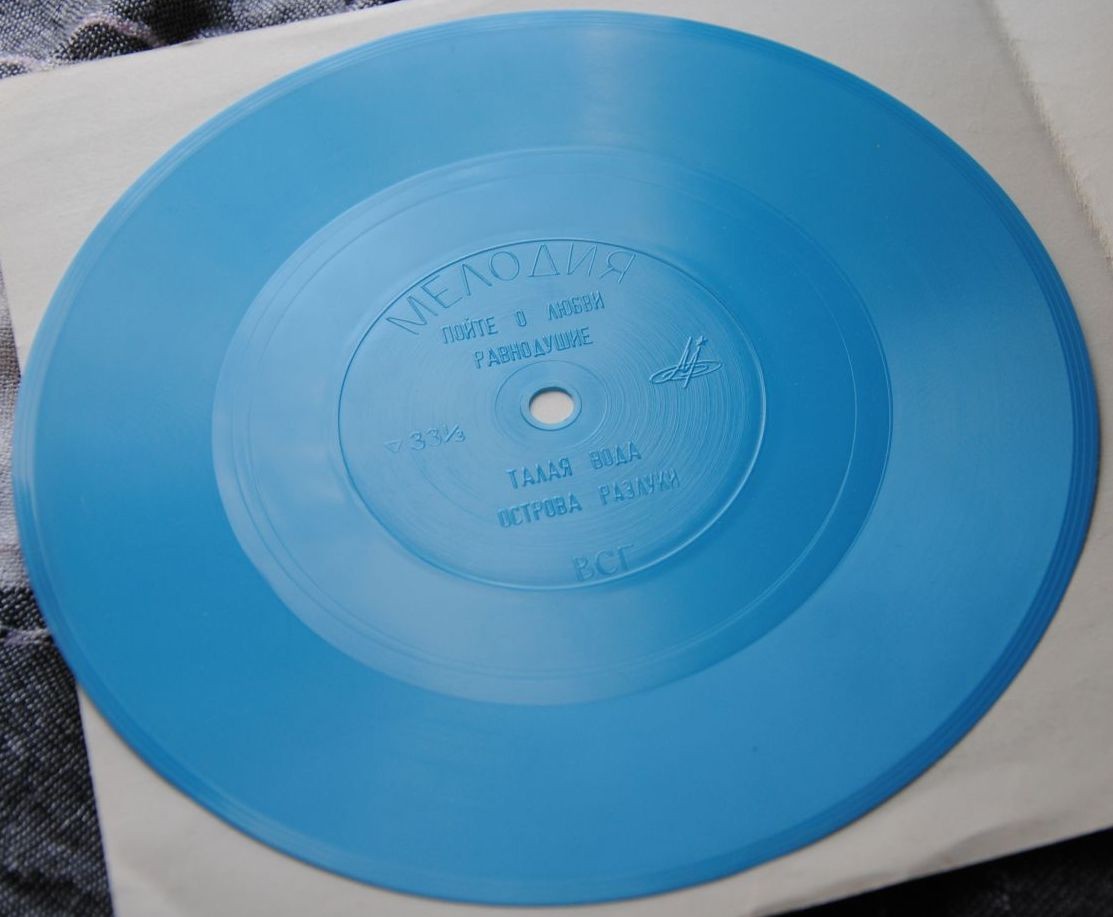 МЕЛОДИЯ
ПОЙТЕ О ЛЮБВИ
РАВНОДУШИЕ
▽ 33⅓
ТАЛАЯ ВОДА
ОСТРОВА РАЗЛУКИ
ВСГ